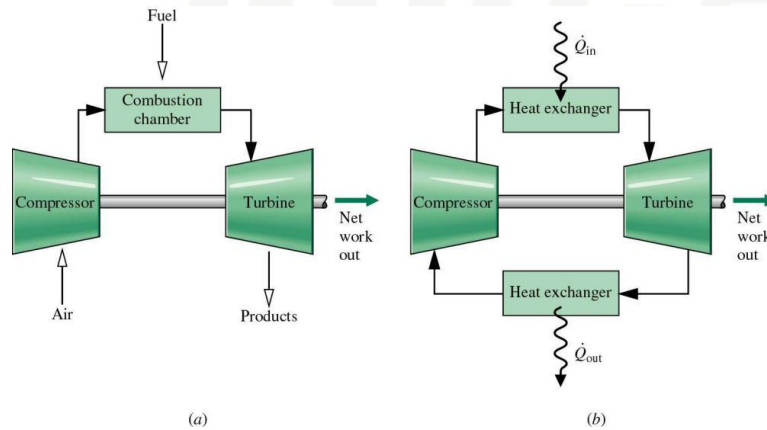 Fuel
Combustion
chamber
Compressor
Turbine
Net
work
out
Air
Products
(a)
Q̇in
Heat exchanger
Compressor
Turbine
Net
work
out
Heat exchanger
Q̇out
(b)